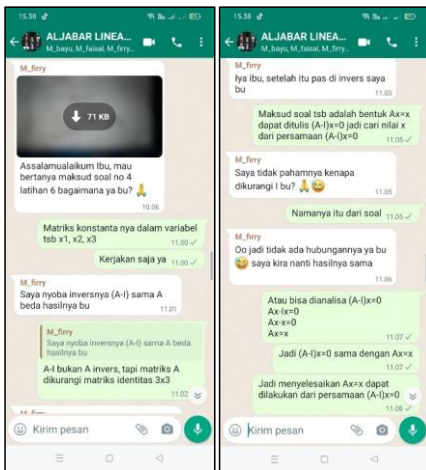 15.38
ALJABAR LINEA...
M_bayu, M_faisal, M_firry..
M_firry
71 KB
Assalamualaikum Ibu, mau
bertanya maksud soal no 4
latihan 6 bagaimana ya bu? 🙏
10.06
Matriks konstanta nya dalam variabel
tsb x1, x2, x3
11.00
Kerjakan saja ya
11.00
M_firry
Saya nyoba inversnya (A-I) sama A
beda hasilnya bu
11.01
M_firry
Saya nyoba inversnya (A-I) sama A beda
hasilnya bu
A-I bukan A invers, tapi matriks A
dikurangi matriks identitas 3x3
11.02
Kirim pesan
15.38
ALJABAR LINEA...
M_bayu, M_faisal, M_firry..
M_firry
Iya ibu, setelah itu pas di invers saya
bu
11.03
Maksud soal tsb adalah bentuk Ax=x
dapat ditulis (A-I)x=0 jadi cari nilai x
dari persamaan (A-I)x=0
11.05
M_firry
Saya tidak pahamnya kenapa
dikurangi I bu? 🙏😅
11.05
Namanya itu dari soal
11.05
M_firry
Oo jadi tidak ada hubungannya ya bu
😅 saya kira nanti hasilnya sama
11.06
Atau bisa dianalisa (A-I)x=0
Ax-Ix=0
Ax-x=0
Ax=x
11.07
Jadi (A-I)x=0 sama dengan Ax=x
11.07
Jadi menyelesaikan Ax=x dapat
dilakukan dari persamaan (A-I)x=0
11.08
Kirim pesan